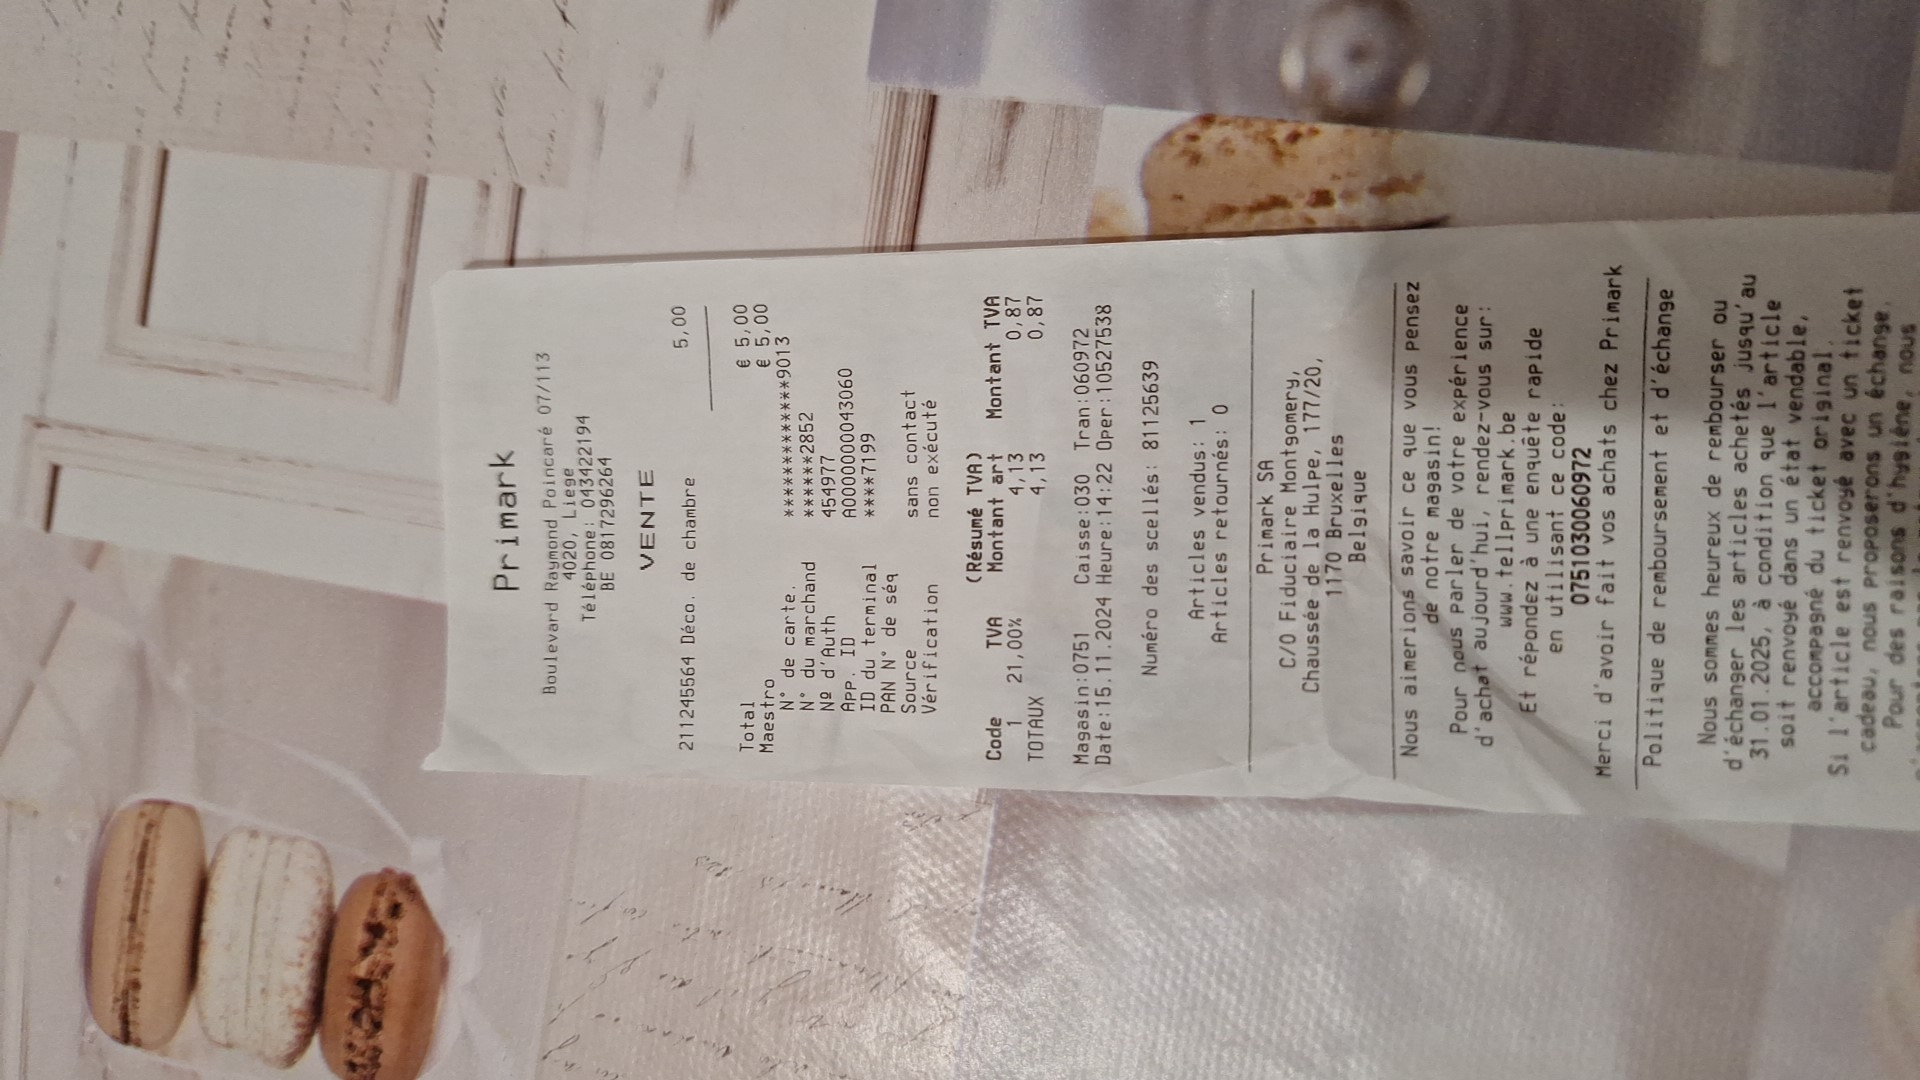 Primark
Boulevard Raymond Poincaré 07/113
4020, Liege
Téléphone: 043422194
BE 0817296264
VENTE
211245564 Déco. de chambre 5,00
Total € 5,00
Maestro € 5,00
N° de carte. ***************9013
N° du marchand ******2852
Nº d'Auth 454977
App. ID A0000000043060
ID du terminal ****7199
PAN N° de séq
Source sans contact
Vérification non exécuté
(Résumé TVA)
Code TVA Montant art Montant TVA
1 21,00% 4,13 0,87
TOTAUX 4,13 0,87
Magasin:0751 Caisse:030 Tran:060972
Date:15.11.2024 Heure:14:22 Oper:10527538
Numéro des scellés: 81125639
Articles vendus: 1
Articles retournés: 0
Primark SA
C/O Fiduciaire Montgomery,
Chaussée de la Hulpe, 177/20,
1170 Bruxelles
Belgique
Nous aimerions savoir ce que vous pensez
de notre magasin!
Pour nous parler de votre expérience
d'achat aujourd'hui, rendez-vous sur:
www.tellprimark.be
Et répondez à une enquête rapide
en utilisant ce code:
0751030060972
Merci d'avoir fait vos achats chez Primark
Politique de remboursement et d'échange
Nous sommes heureux de rembourser ou
d'échanger les articles achetés jusqu'au
31.01.2025, à condition que l'article
soit renvoyé dans un état vendable,
accompagné du ticket original.
Si l'article est renvoyé avec un ticket
cadeau, nous proposerons un échange.
Pour des raisons d'hygiène, nous